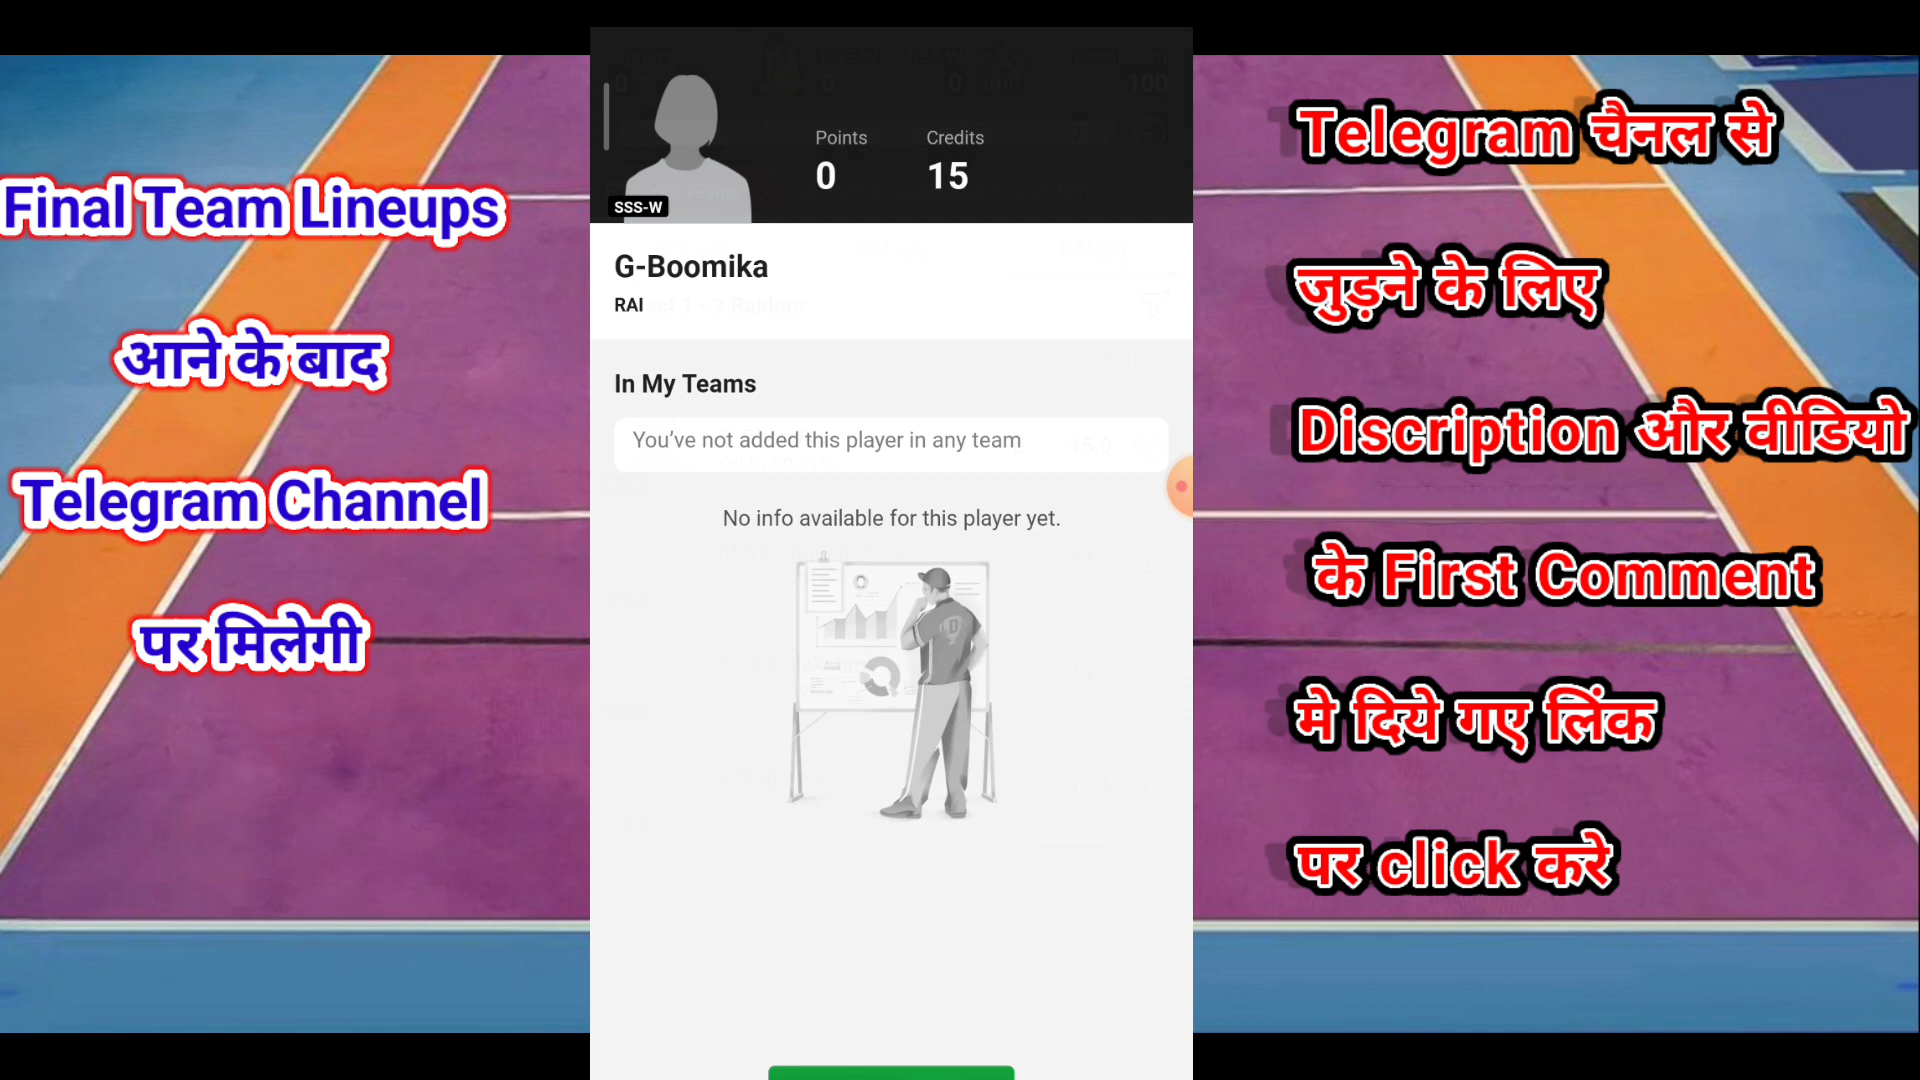 Final Team Lineups
आने के बाद
Telegram Channel
पर मिलेगी
Points
Credits
0
15
SSS-W
G-Boomika
RAI
In My Teams
You've not added this player in any team
No info available for this player yet.
Telegram चैनल से
जुड़ने के लिए
Discription और वीडियो
के First Comment
मे दिये गए लिंक
पर click करे